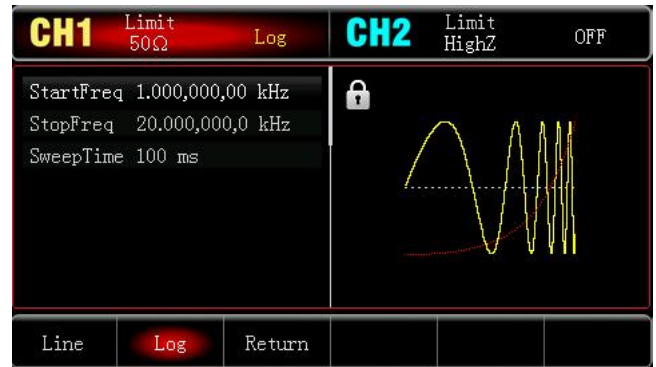 CH1 Limit 50Ω Log CH2 Limit HighZ OFF
StartFreq 1.000,000,00 kHz
StopFreq 20.000,000,0 kHz
SweepTime 100 ms
Line Log Return